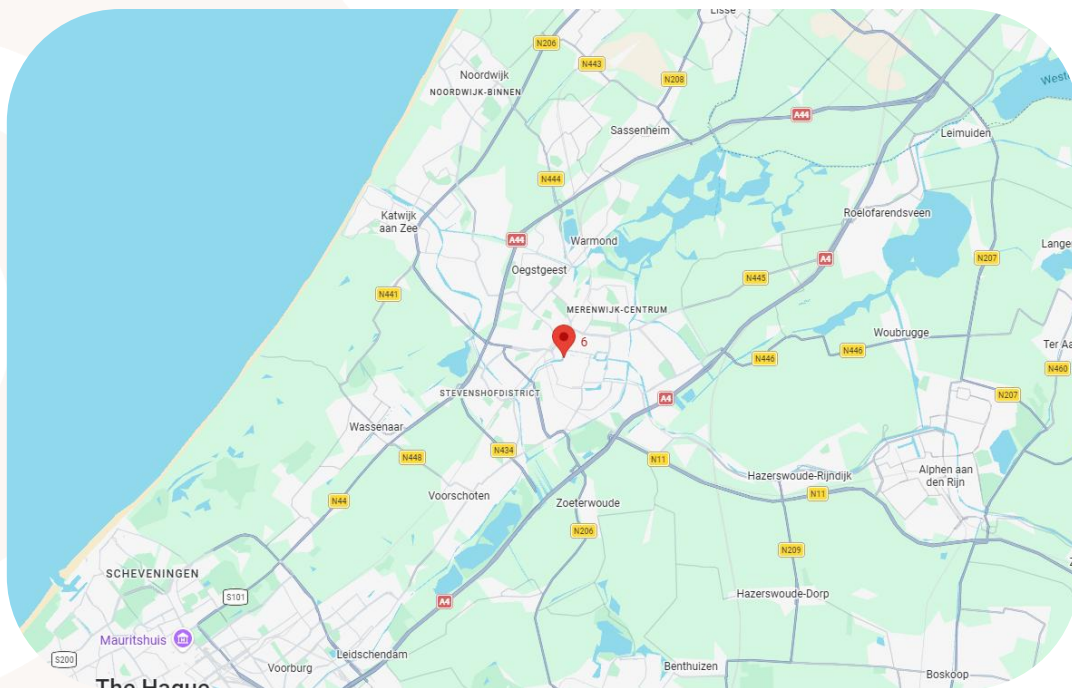 Lisse
N206
N443
N208
Noordwijk
NOORDWIJK-BINNEN
A44
Sassenheim
Leimuiden
N444
Katwijk
aan Zee
Roelofarendsveen
A44
Warmond
A4
N207
Oegstgeest
N445
N441
MERENWIJK-CENTRUM
Woubrugge
6
N446
N446
N460
STEVENSHOFDISTRICT
A4
N207
Wassenaar
N434
N448
N11
Hazerswoude-Rijndijk
Alphen aan
den Rijn
Voorschoten
N44
Zoeterwoude
N11
N206
N209
SCHEVENINGEN
S101
A4
Hazerswoude-Dorp
Mauritshuis
S200
Voorburg
Leidschendam
Benthuizen
Boskoop
The Hague